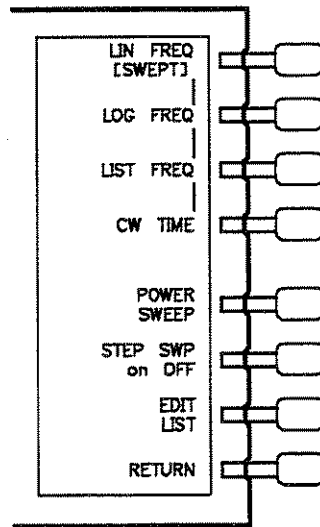 LIN FREQ
[SWEPT]
LOG FREQ
LIST FREQ
CW TIME
POWER
SWEEP
STEP SWP
on OFF
EDIT
LIST
RETURN